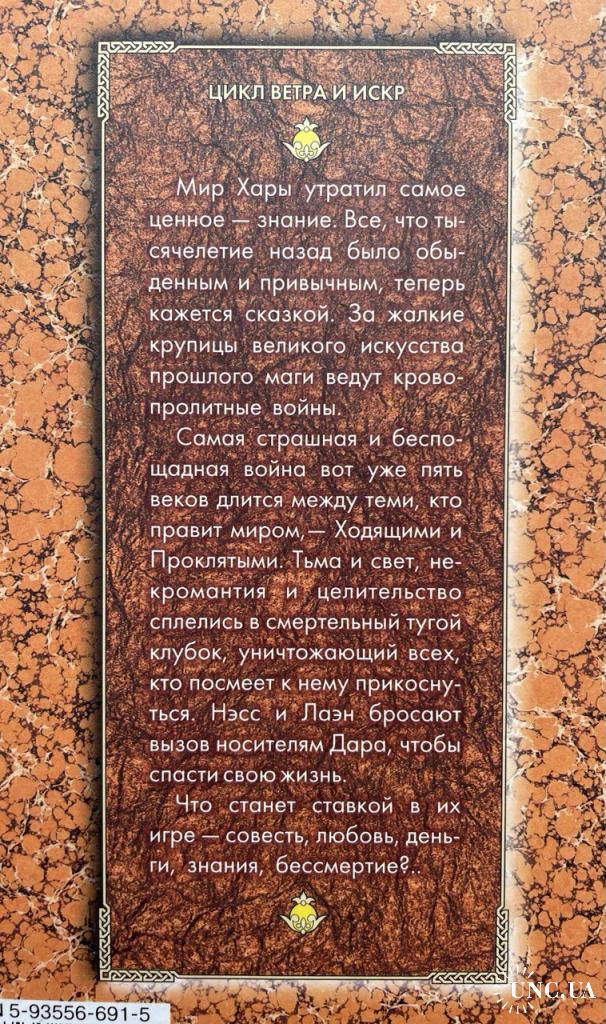 ЦИКЛ ВЕТРА И ИСКР
Мир Хары утратил самое
ценное — знание. Все, что ты-
сячелетие назад было обы-
денным и привычным, теперь
кажется сказкой. За жалкие
крупицы великого искусства
прошлого маги ведут крово-
пролитные войны.
Самая страшная и беспо-
щадная война вот уже пять
веков длится между теми, кто
правит миром,— Ходящими и
Проклятыми. Тьма и свет, не-
кромантия и целительство
сплелись в смертельный тугой
клубок, уничтожающий всех,
кто посмеет к нему прикосну-
ться. Нэсс и Лаэн бросают
вызов носителям Дара, чтобы
спасти свою жизнь.
Что станет ставкой в их
игре — совесть, любовь, день-
ги, знания, бессмертие?..
N 5-93556-691-5
UNC.UA